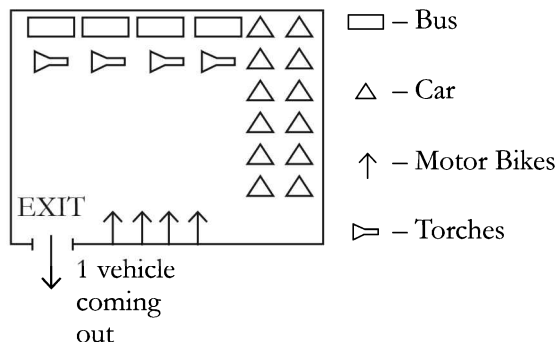 – Bus
– Car
– Motor Bikes
– Torches
EXIT
1 vehicle
coming
out